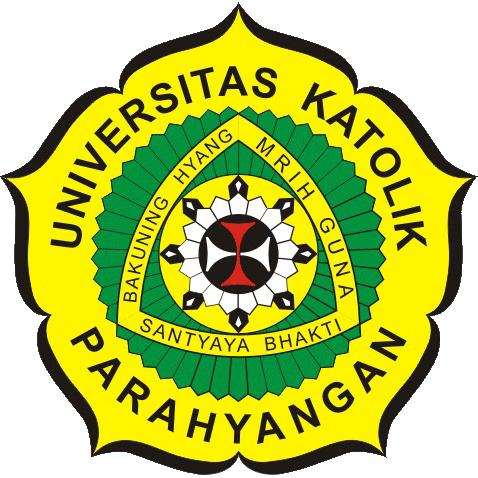 UNIVERSITAS KATOLIK
PARAHYANGAN
BAKUNING HYANG
MRIH GUNA
SANTYAYA BHAKTI